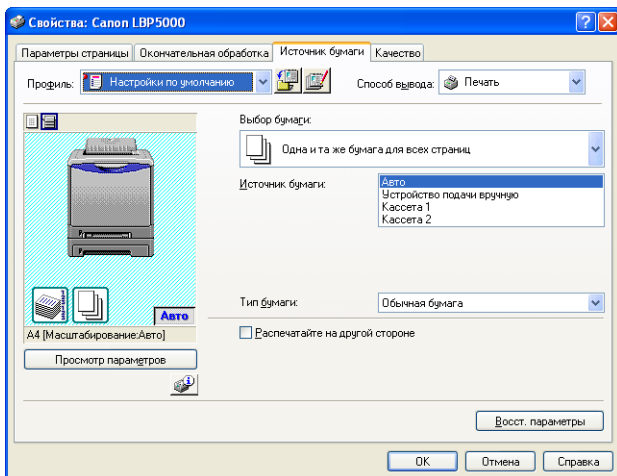 Свойства: Canon LBP5000
Параметры страницы Окончательная обработка Источник бумаги Качество
Профиль: Настройки по умолчанию Способ вывода: Печать
Выбор бумаги:
Одна и та же бумага для всех страниц
Источник бумаги:
Авто
Устройство подачи вручную
Кассета 1
Кассета 2
Авто
Тип бумаги: Обычная бумага
A4 [Масштабирование:Авто]
Распечатайте на другой стороне
Просмотр параметров
Восст. параметры
OK Отмена Справка